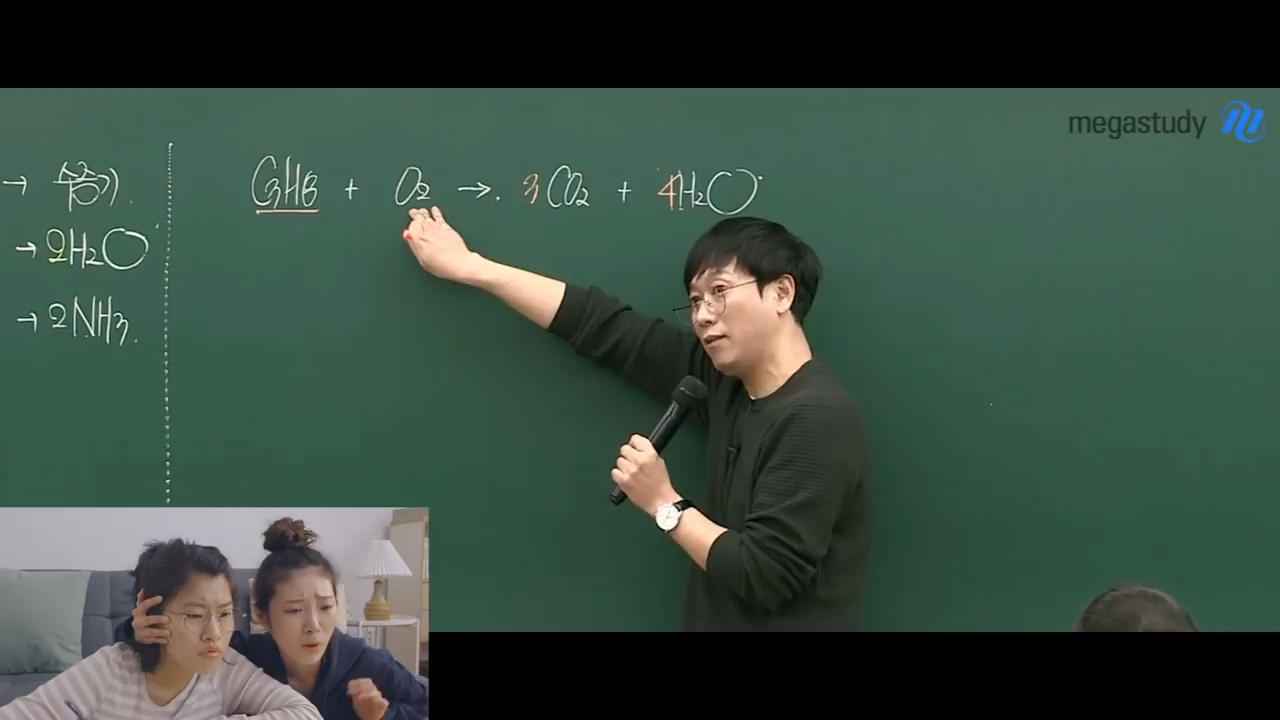 megastudy
→ 수증기.
→ 2H₂O
→ 2NH₃.
C₃H₈ + O₂ →. 3CO₂ + 4H₂O